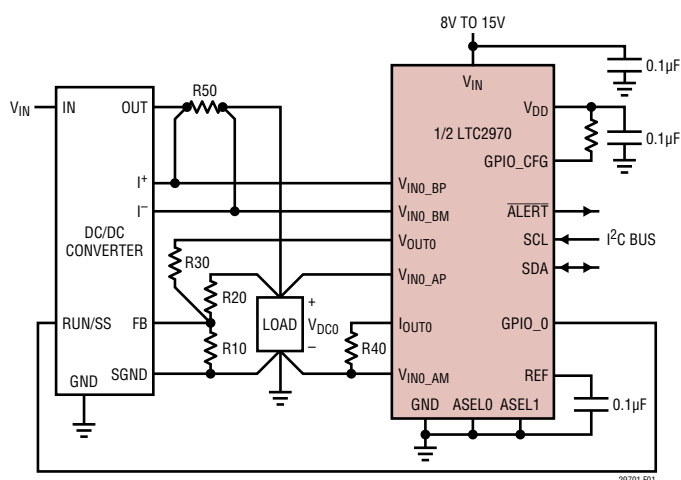 8V TO 15V
0.1µF
VIN
R50
VIN
IN
OUT
VDD
1/2 LTC2970
0.1µF
GPIO_CFG
I+
VIN0_BP
I–
VIN0_BM
ALERT
DC/DC
CONVERTER
VOUT0
SCL
I2C BUS
R30
SDA
R20
VIN0_AP
+
RUN/SS
FB
LOAD
VDC0
IOUT0
GPIO_0
R10
–
R40
SGND
VIN0_AM
REF
GND
0.1µF
GND
ASEL0
ASEL1
29701 F01